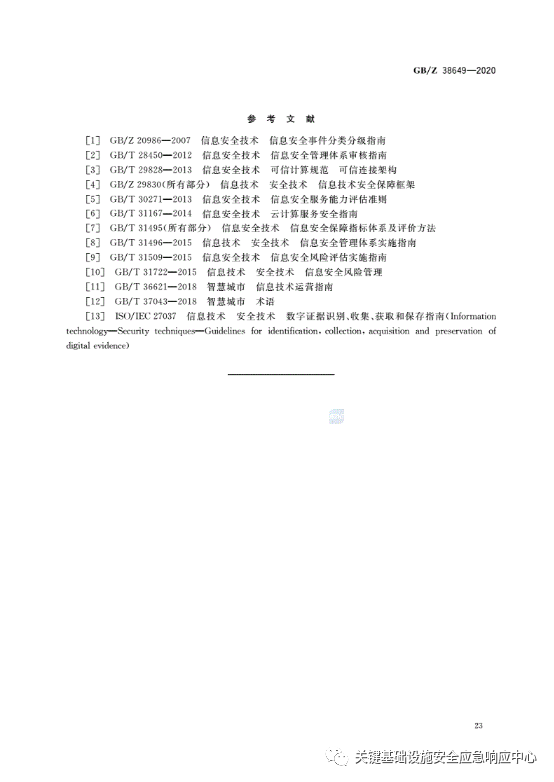 GB/Z 38649—2020
参 考 文 献
[1] GB/Z 20986—2007 信息安全技术 信息安全事件分类分级指南
[2] GB/T 28450—2012 信息安全技术 信息安全管理体系审核指南
[3] GB/T 29828—2013 信息安全技术 可信计算规范 可信连接架构
[4] GB/Z 29830(所有部分) 信息技术 安全技术 信息技术安全保障框架
[5] GB/T 30271—2013 信息安全技术 信息安全服务能力评估准则
[6] GB/T 31167—2014 信息安全技术 云计算服务安全指南
[7] GB/T 31495(所有部分) 信息安全技术 信息安全保障指标体系及评价方法
[8] GB/T 31496—2015 信息技术 安全技术 信息安全管理体系实施指南
[9] GB/T 31509—2015 信息安全技术 信息安全风险评估实施指南
[10] GB/T 31722—2015 信息技术 安全技术 信息安全风险管理
[11] GB/T 36621—2018 智慧城市 信息技术运营指南
[12] GB/T 37043—2018 智慧城市 术语
[13] ISO/IEC 27037 信息技术 安全技术 数字证据识别、收集、获取和保存指南(Information
technology—Security techniques—Guidelines for identification, collection, acquisition and preservation of
digital evidence)
23
关键基础设施安全应急响应中心